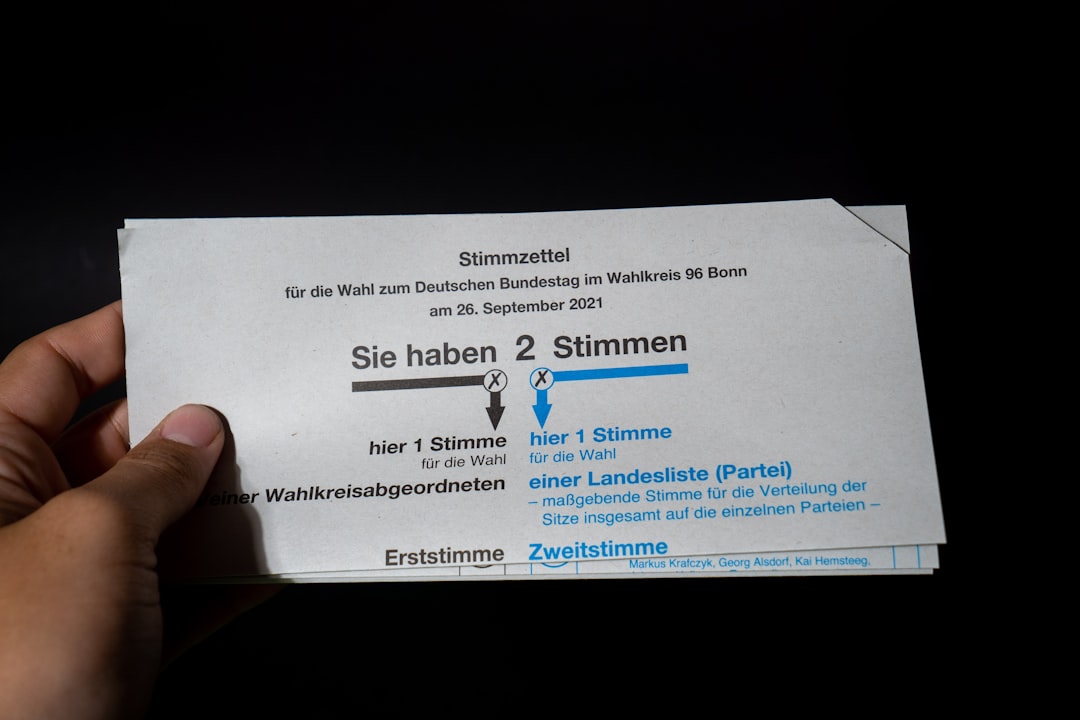 Stimmzettel
für die Wahl zum Deutschen Bundestag im Wahlkreis 96 Bonn
am 26. September 2021
Sie haben 2 Stimmen
X X
hier 1 Stimme
für die Wahl
einer Wahlkreisabgeordneten
hier 1 Stimme
für die Wahl
einer Landesliste (Partei)
– maßgebende Stimme für die Verteilung der
Sitze insgesamt auf die einzelnen Parteien –
Erststimme
Zweitstimme
Markus Krafczyk, Georg Alsdorf, Kai Hemsteeg,